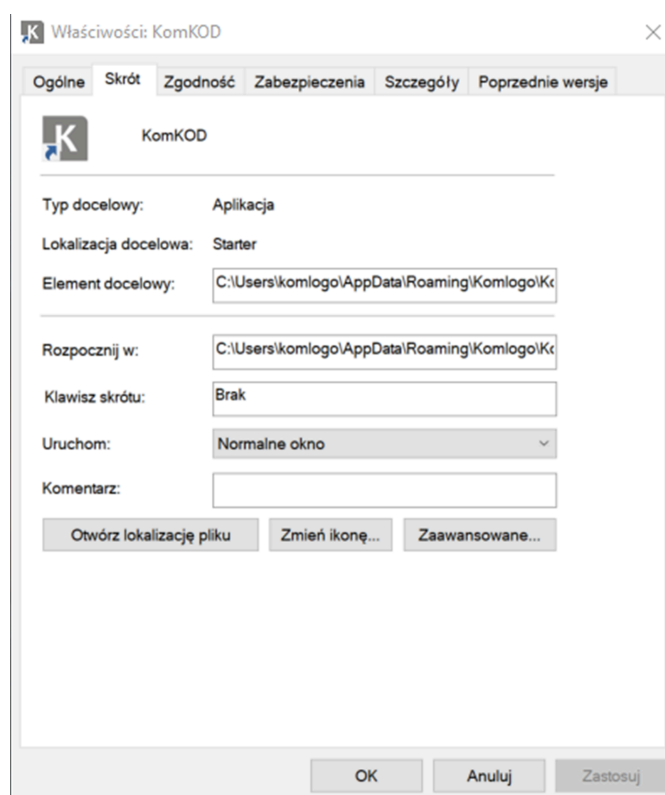 K Właściwości: KomKOD
Ogólne Skrót Zgodność Zabezpieczenia Szczegóły Poprzednie wersje
K KomKOD
Typ docelowy: Aplikacja
Lokalizacja docelowa: Starter
Element docelowy: C:\Users\komlogo\AppData\Roaming\Komlogo\Kc
Rozpocznij w: C:\Users\komlogo\AppData\Roaming\Komlogo\Kc
Klawisz skrótu: Brak
Uruchom: Normalne okno
Komentarz:
Otwórz lokalizację pliku Zmień ikonę... Zaawansowane...
OK Anuluj Zastosuj